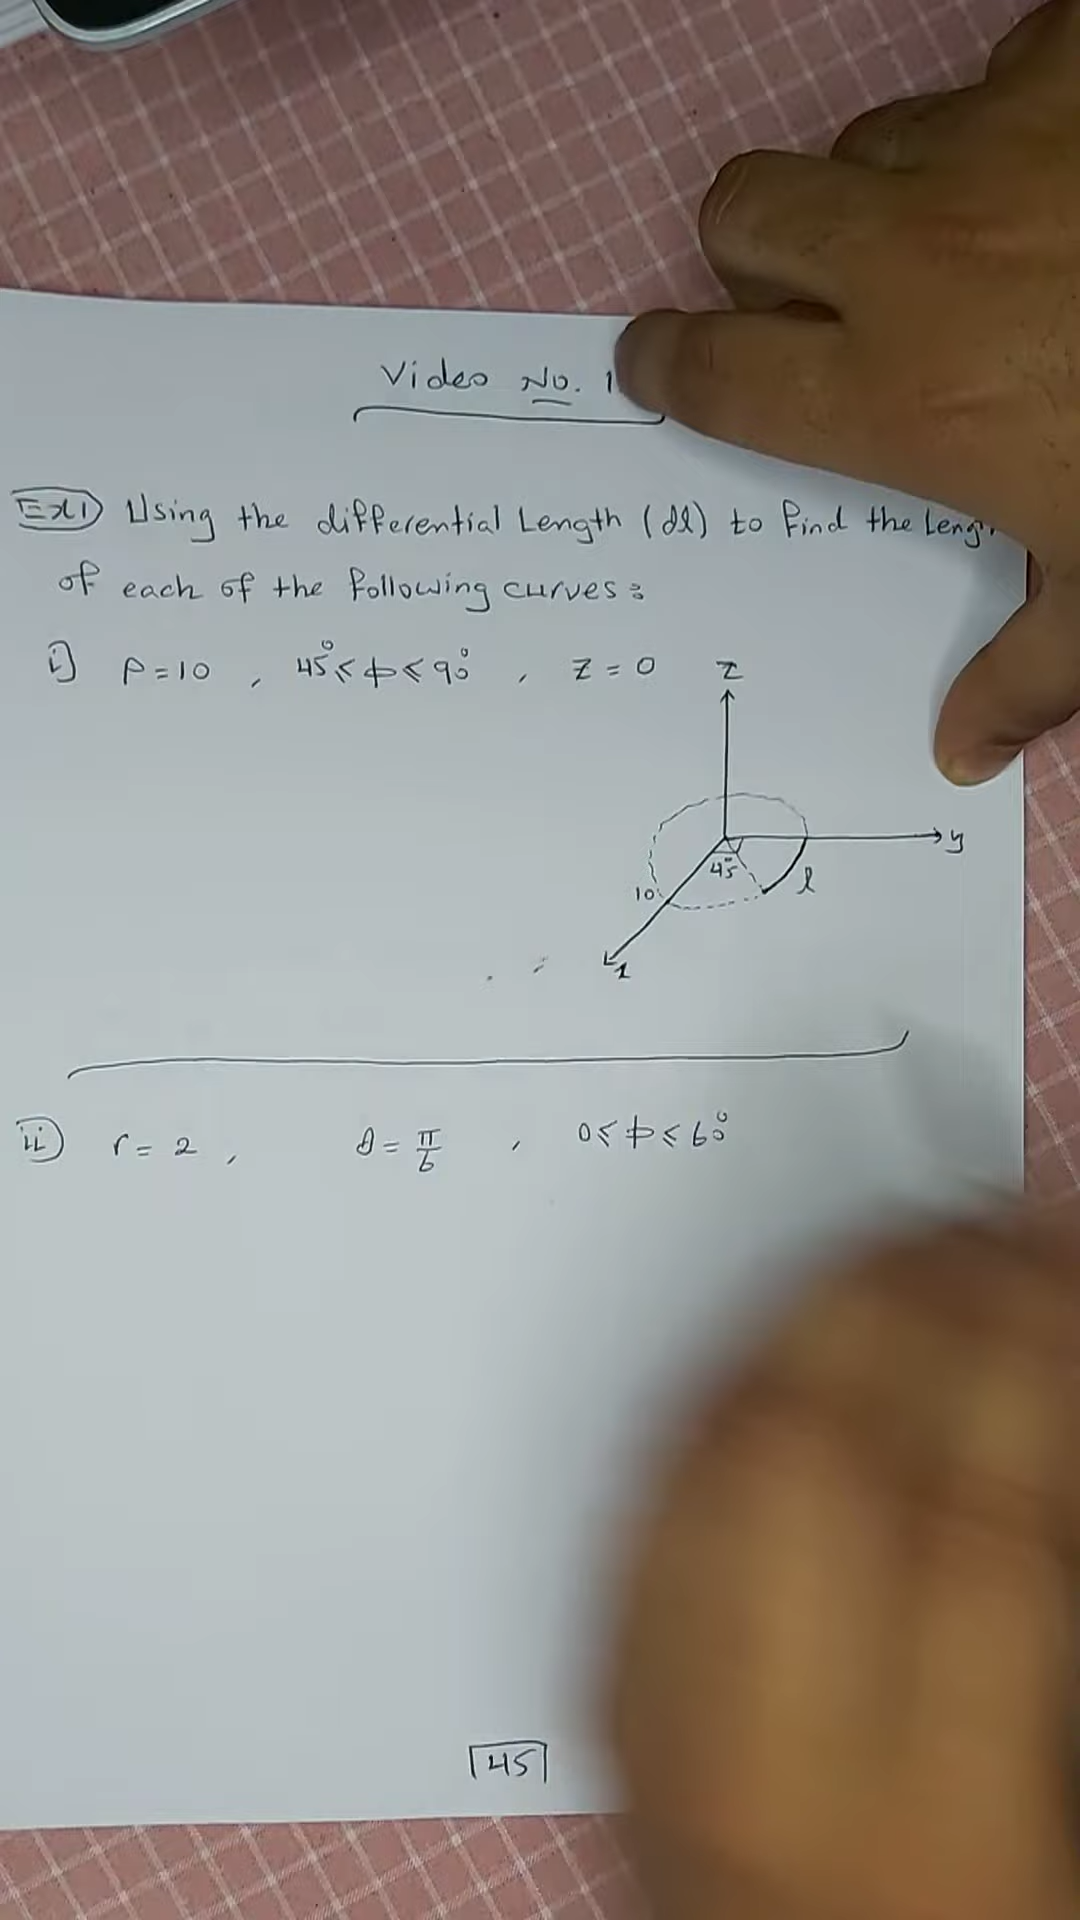 Video No. 1
Ex1 Using the differential Length (dl) to find the
of each of the following curves:
i] ρ=10 , 45°≤ϕ≤90° , z=0
z
y
45°
l
10
x
ii) r=2 , θ=π/6 , 0≤ϕ≤60°
45